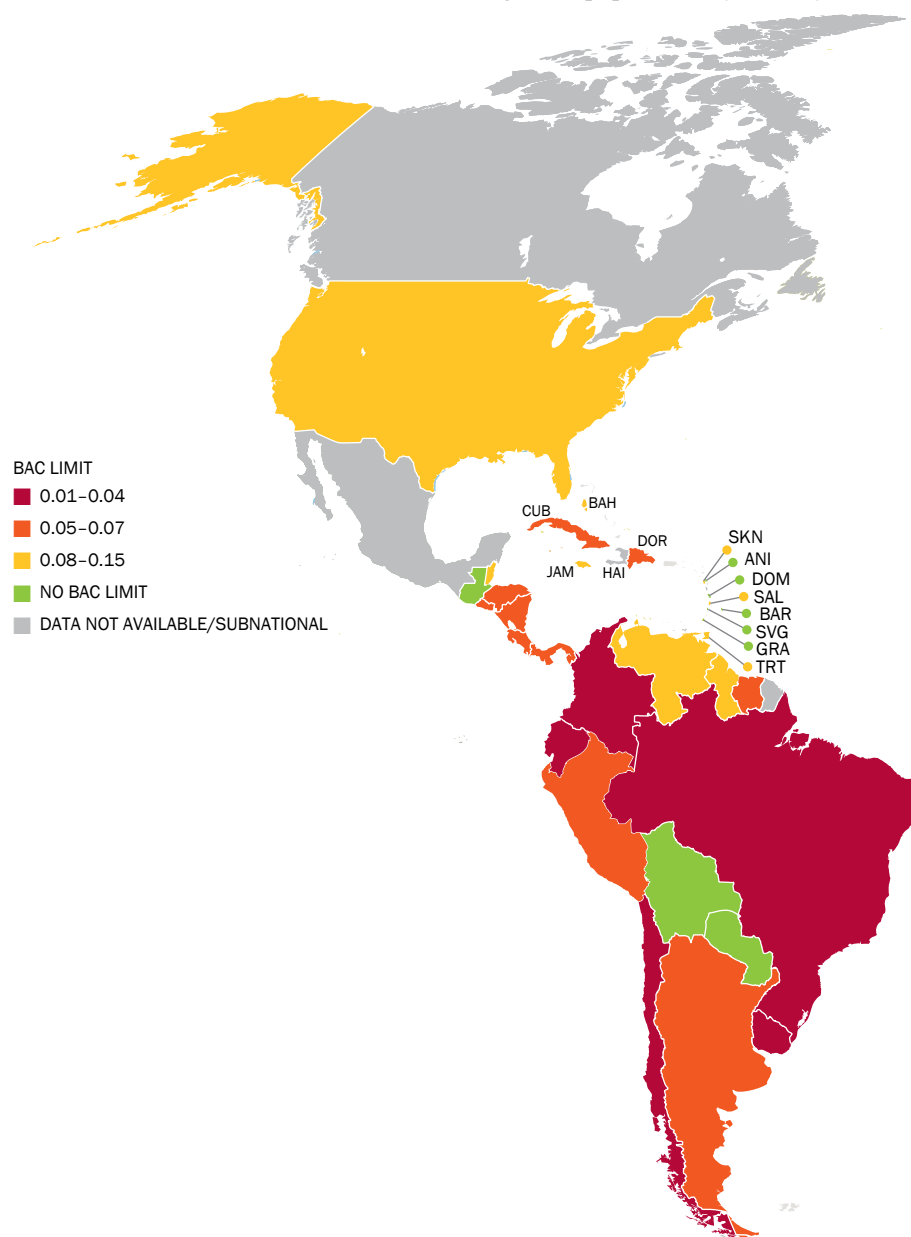 BAC LIMIT
0.01–0.04
0.05–0.07
0.08–0.15
NO BAC LIMIT
DATA NOT AVAILABLE/SUBNATIONAL
CUB
BAH
DOR
JAM
HAI
SKN
ANI
DOM
SAL
BAR
SVG
GRA
TRT